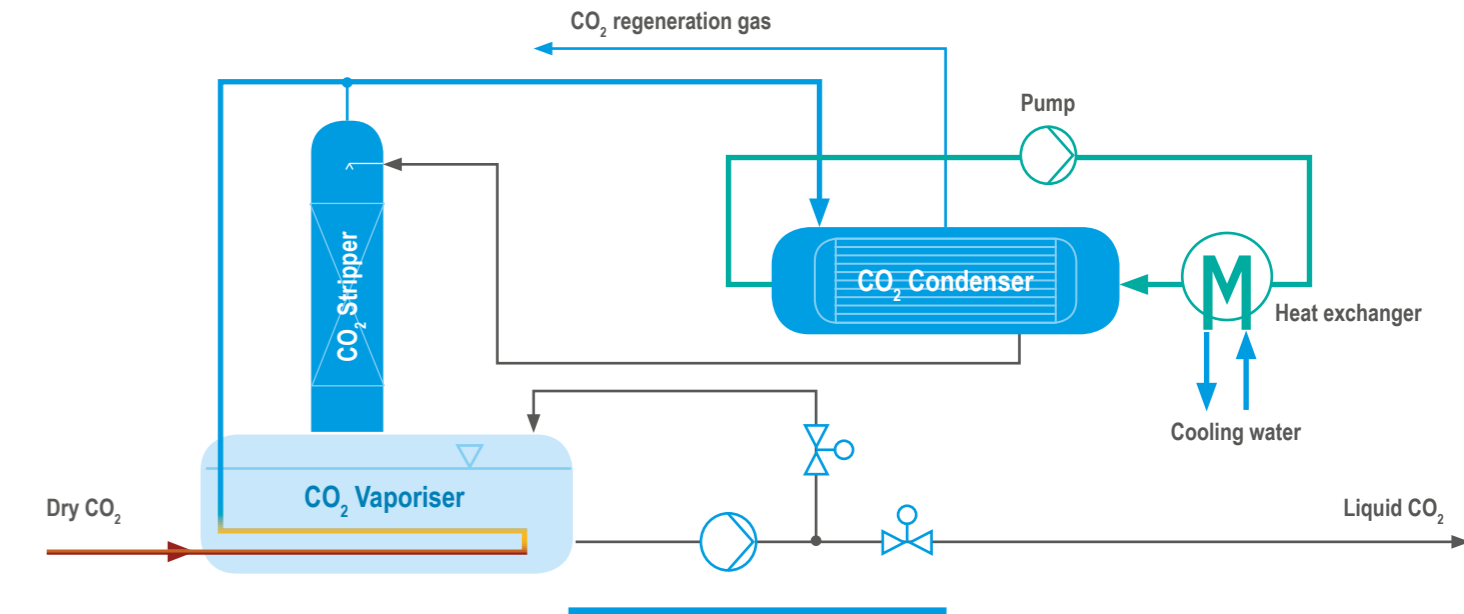 CO₂ regeneration gas
Pump
CO₂ Stripper
CO₂ Condenser
Heat exchanger
Cooling water
CO₂ Vaporiser
Dry CO₂
Liquid CO₂